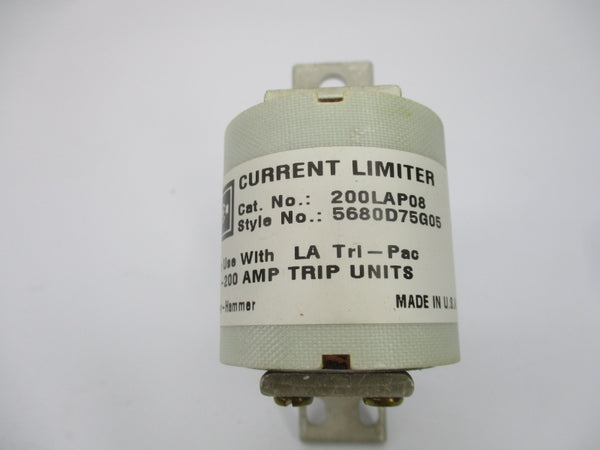 CURRENT LIMITER
Cat. No.: 200LAP08
Style No.: 5680D75G05
Use With LA Tri-Pac
-200 AMP TRIP UNITS
-Hammer
MADE IN U.S.